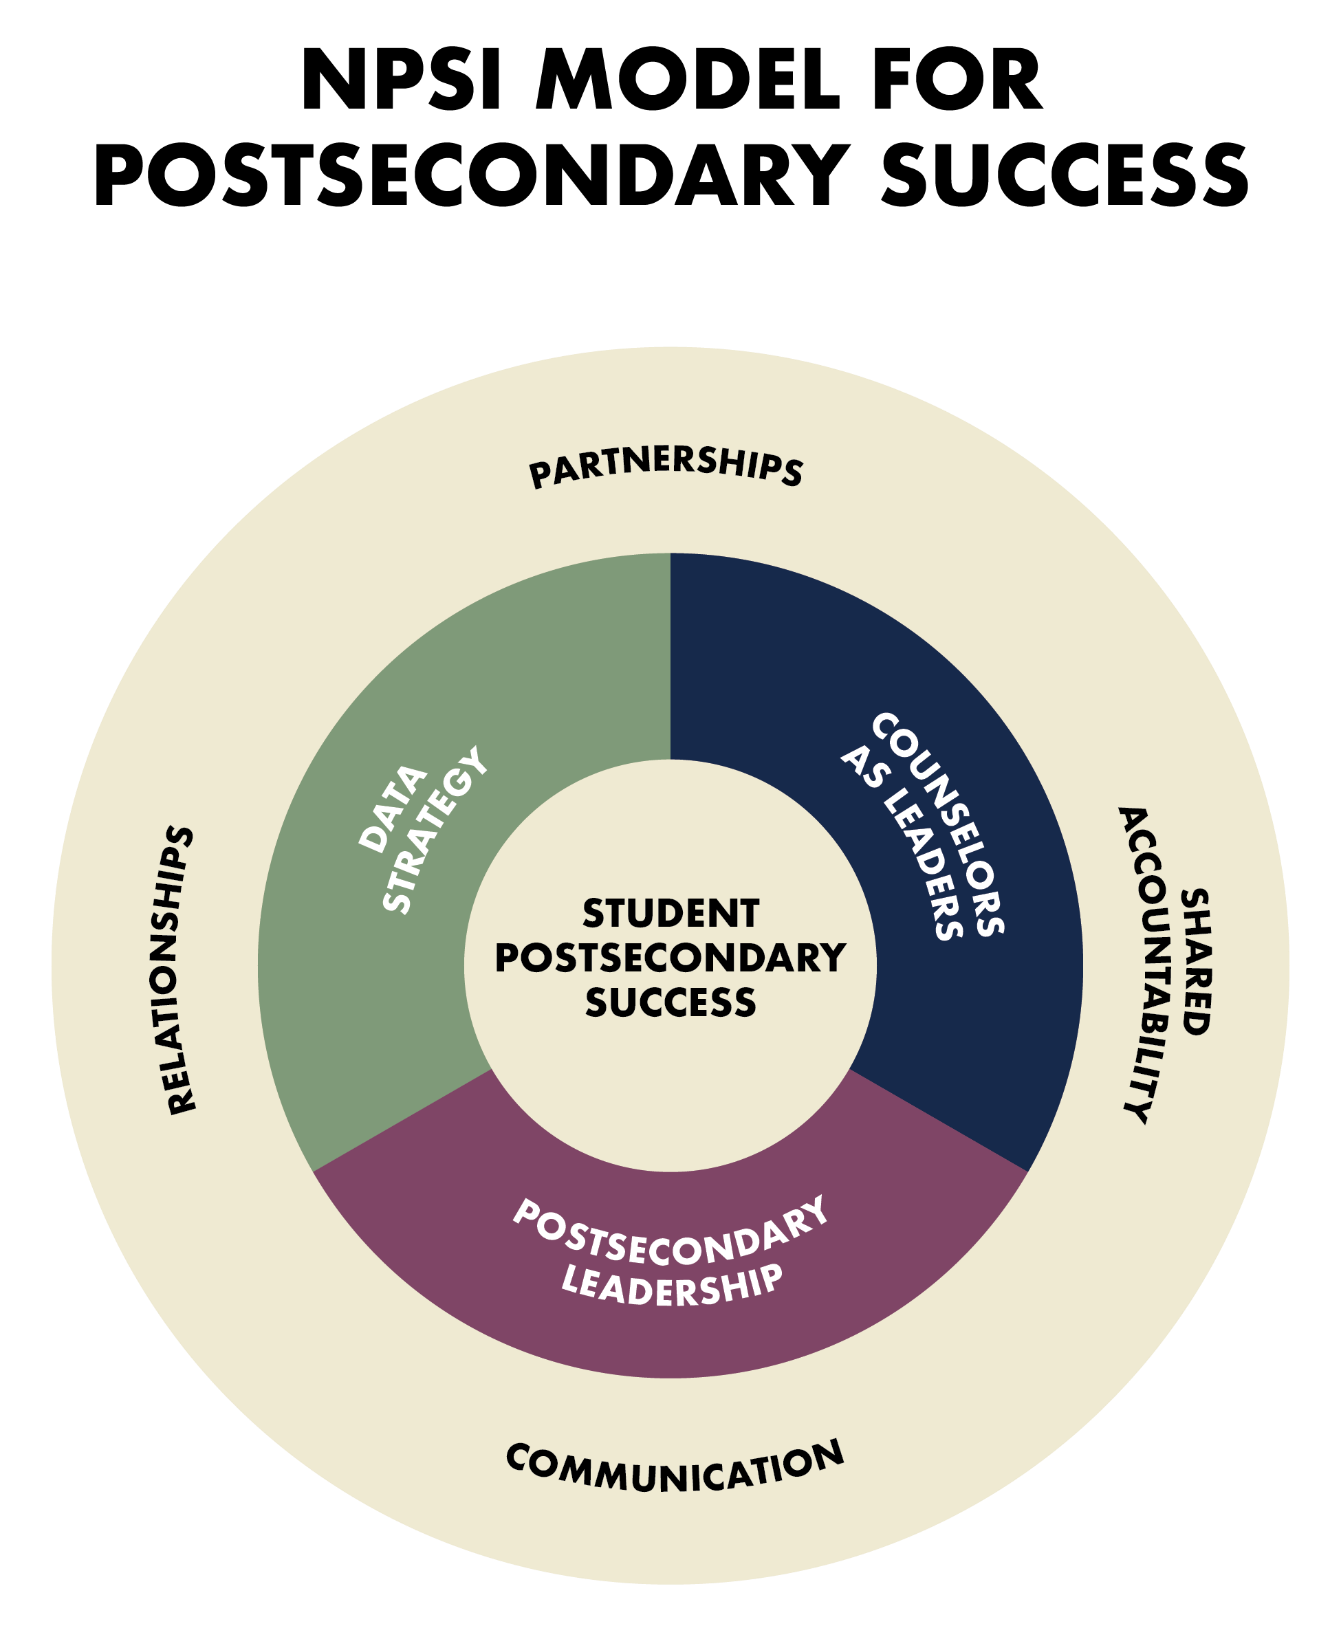 NPSI MODEL FOR
POSTSECONDARY SUCCESS
PARTNERSHIPS
COUNSELORS
AS LEADERS
DATA
STRATEGY
SHARED
ACCOUNTABILITY
RELATIONSHIPS
STUDENT
POSTSECONDARY
SUCCESS
POSTSECONDARY
LEADERSHIP
COMMUNICATION